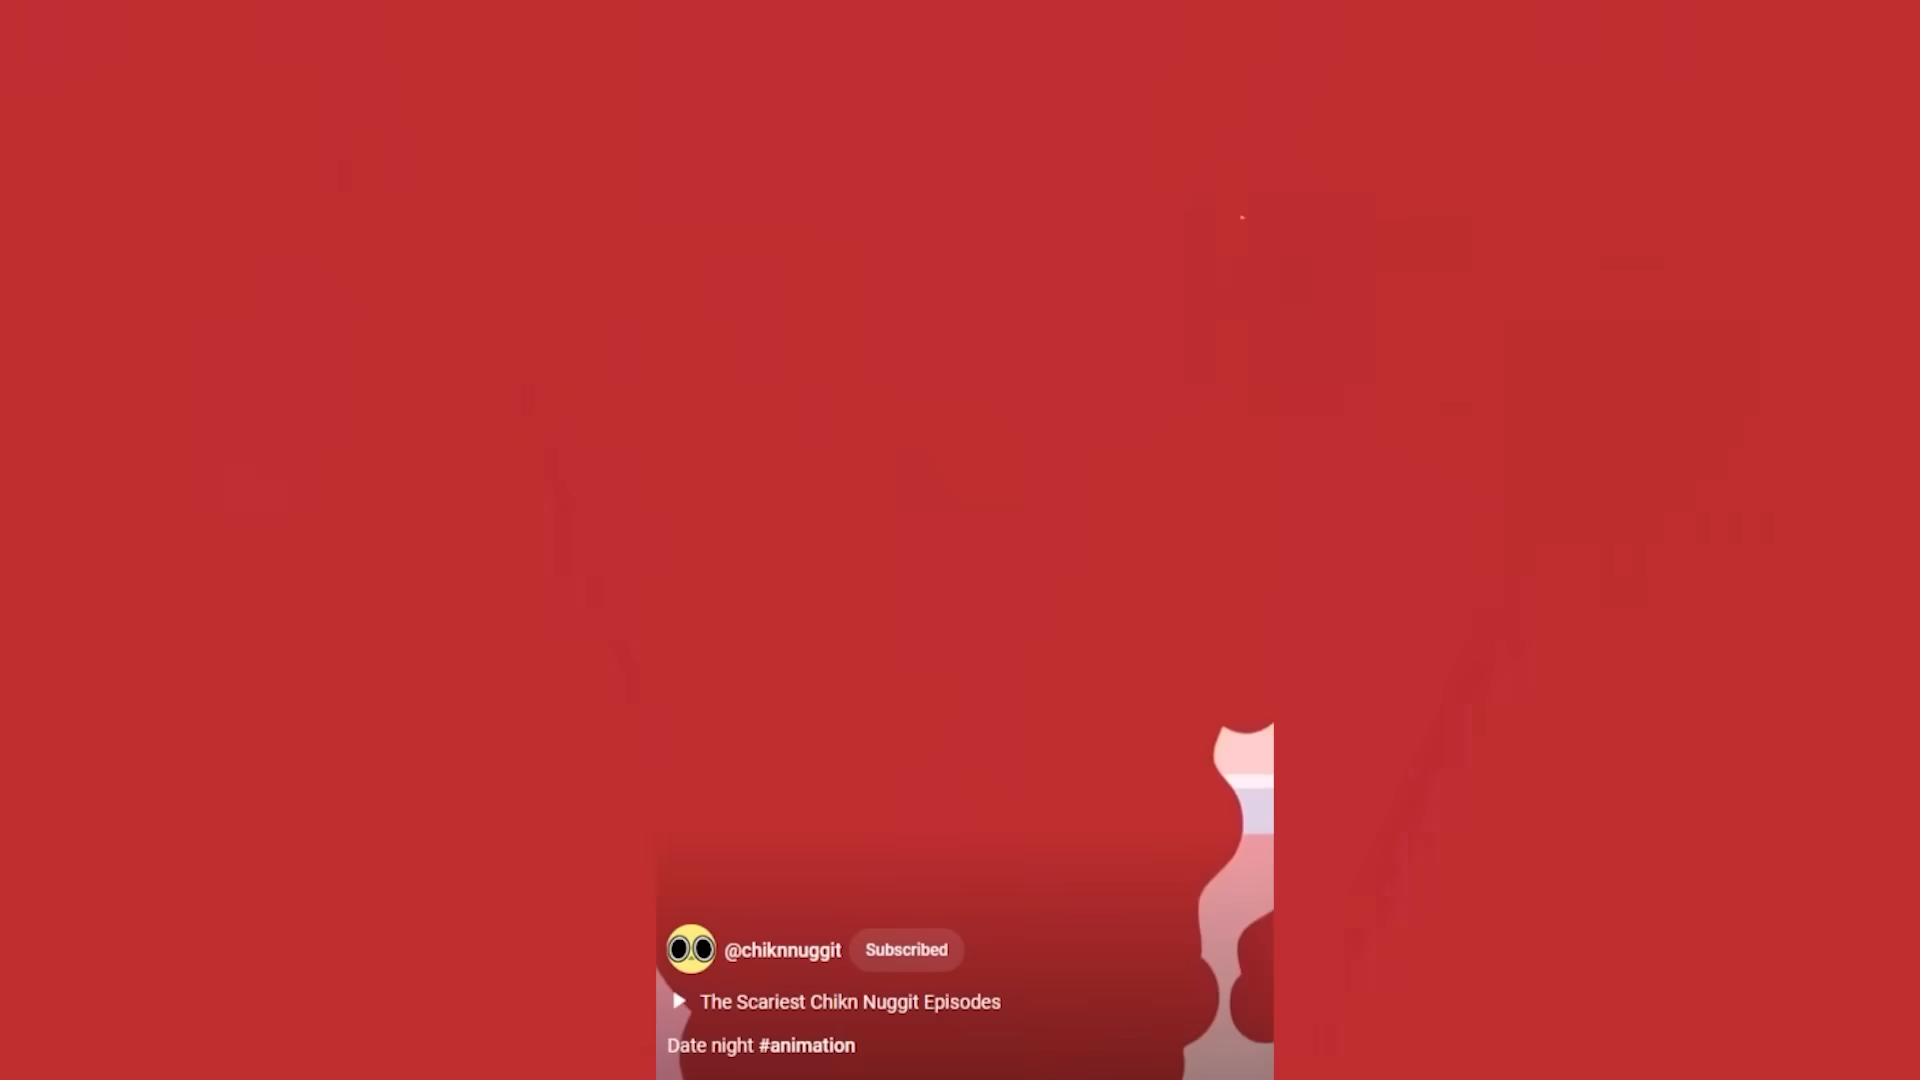 @chiknnuggit Subscribed
The Scariest Chikn Nuggit Episodes
Date night #animation